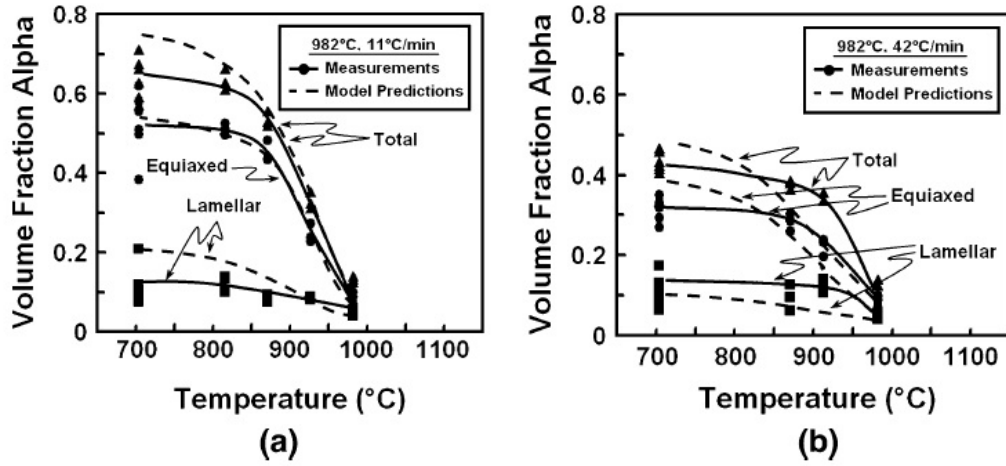 Volume Fraction Alpha
0.8
0.6
0.4
0.2
0
982°C, 11°C/min
Measurements
Model Predictions
Total
Equiaxed
Lamellar
700 800 900 1000 1100
Temperature (°C)
(a)
Volume Fraction Alpha
0.8
0.6
0.4
0.2
0
982°C, 42°C/min
Measurements
Model Predictions
Total
Equiaxed
Lamellar
700 800 900 1000 1100
Temperature (°C)
(b)